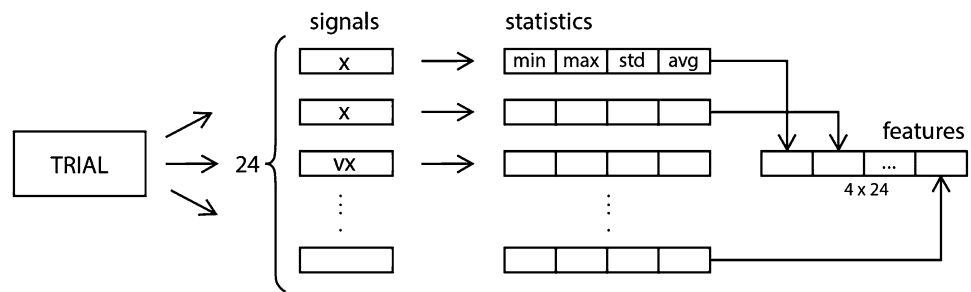 signals
statistics
x
min max std avg
x
features
TRIAL
24
vx
...
4 x 24